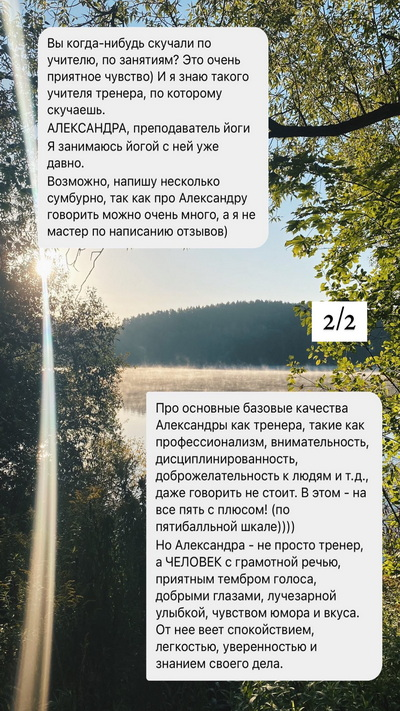 Вы когда-нибудь скучали по
учителю, по занятиям? Это очень
приятное чувство) И я знаю такого
учителя тренера, по которому
скучаешь.
АЛЕКСАНДРА, преподаватель йоги
Я занимаюсь йогой с ней уже
давно.
Возможно, напишу несколько
сумбурно, так как про Александру
говорить можно очень много, а я не
мастер по написанию отзывов)
2/2
Про основные базовые качества
Александры как тренера, такие как
профессионализм, внимательность,
дисциплинированность,
доброжелательность к людям и т.д.,
даже говорить не стоит. В этом - на
все пять с плюсом! (по
пятибалльной шкале))))
Но Александра - не просто тренер,
а ЧЕЛОВЕК с грамотной речью,
приятным тембром голоса,
добрыми глазами, лучезарной
улыбкой, чувством юмора и вкуса.
От нее веет спокойствием,
легкостью, уверенностью и
знанием своего дела.